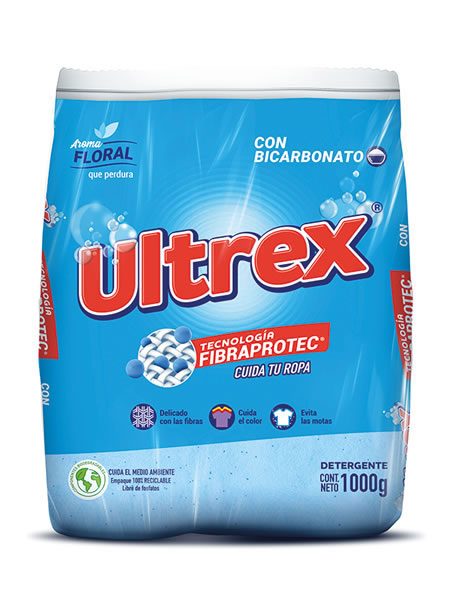 Aroma
FLORAL
que perdura
CON
BICARBONATO
Ultrex®
TECNOLOGÍA
FIBRAPROTEC®
CUIDA TU ROPA
Delicado
con las fibras
Cuida
el color
Evita
las motas
CUIDA EL MEDIO AMBIENTE
Empaque 100% RECICLABLE
Libre de fosfatos
DETERGENTE
CONT.
NETO 1000g
TECNOLOGÍA
CON
CON
TECNOLOGÍA
FIBRAPROTEC®
CON